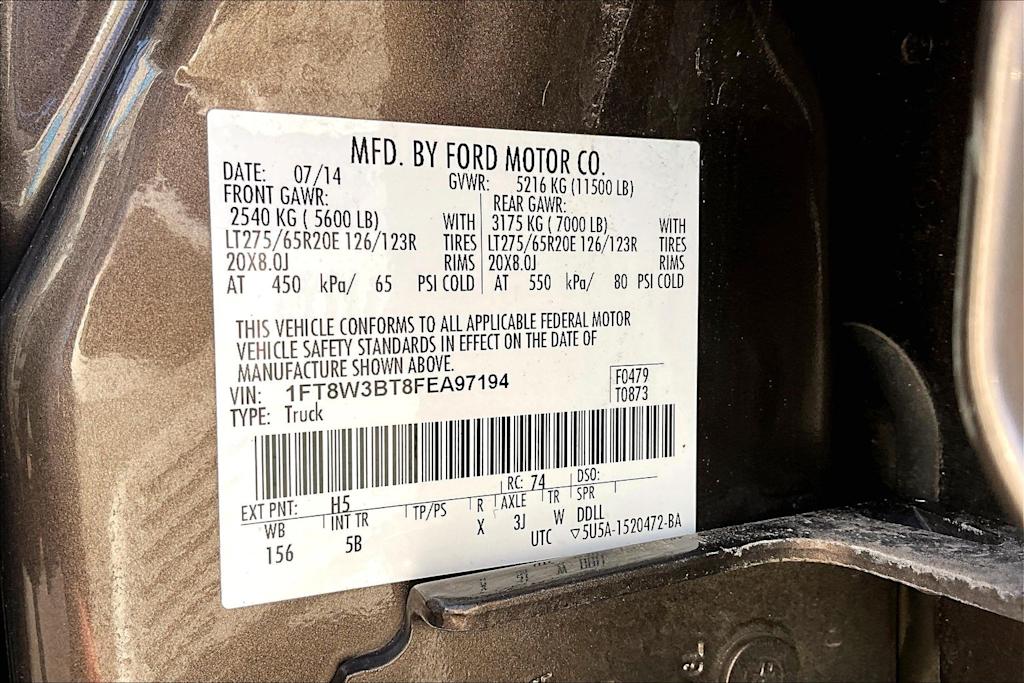 MFD. BY FORD MOTOR CO.
DATE: 07/14 GVWR: 5216 KG (11500 LB)
FRONT GAWR: REAR GAWR:
2540 KG ( 5600 LB) WITH 3175 KG ( 7000 LB) WITH
LT275/65R20E 126/123R TIRES LT275/65R20E 126/123R TIRES
20X8.0J RIMS 20X8.0J RIMS
AT 450 kPa/ 65 PSI COLD AT 550 kPa/ 80 PSI COLD
THIS VEHICLE CONFORMS TO ALL APPLICABLE FEDERAL MOTOR
VEHICLE SAFETY STANDARDS IN EFFECT ON THE DATE OF
MANUFACTURE SHOWN ABOVE.
VIN: 1FT8W3BT8FEA97194 F0479
TYPE: Truck T0873
EXT PNT: H5 RC: 74 DSO:
WB INT TR TP/PS R AXLE TR SPR
156 5B X 3J W DDLL
UTC ▽5U5A-1520472-BA